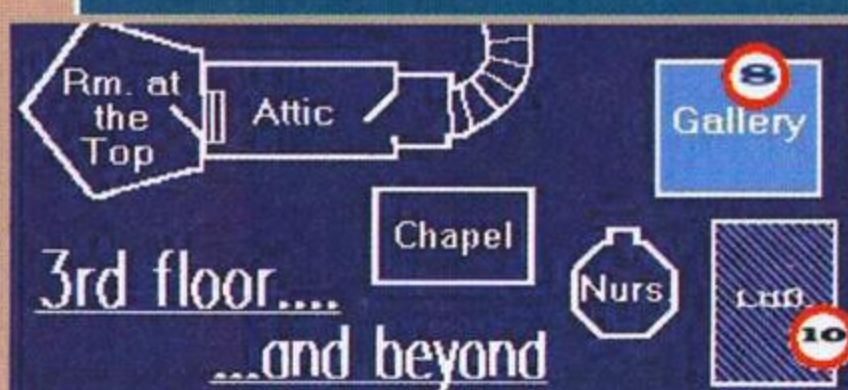 Rm. at
the
Top
Attic
8
Gallery
Chapel
Nurs.
10
3rd floor....
...and beyond